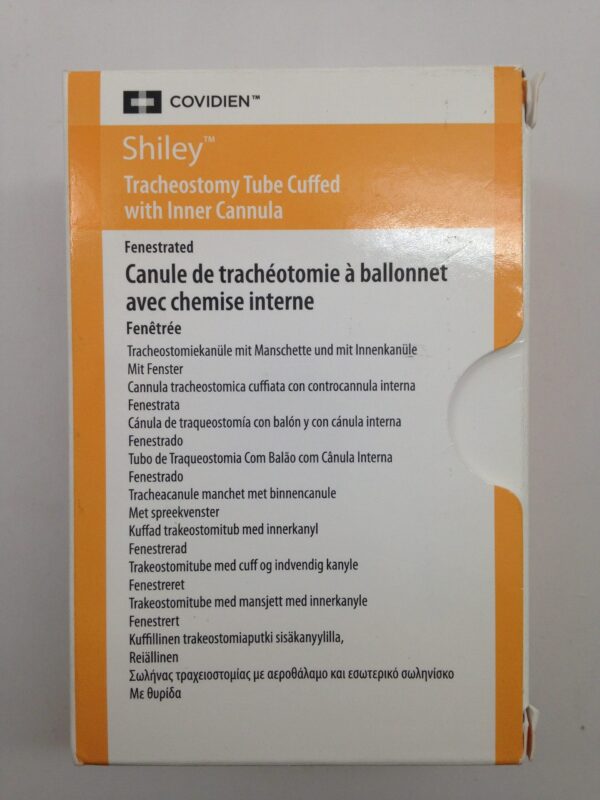 COVIDIEN™
Shiley™
Tracheostomy Tube Cuffed
with Inner Cannula
Fenestrated
Canule de trachéotomie à ballonnet
avec chemise interne
Fenêtrée
Tracheostomiekanüle mit Manschette und mit Innenkanüle
Mit Fenster
Cannula tracheostomica cuffiata con controcannula interna
Fenestrata
Cánula de traqueostomía con balón y con cánula interna
Fenestrado
Tubo de Traqueostomia Com Balão com Cânula Interna
Fenestrado
Tracheacanule manchet met binnencanule
Met spreekvenster
Kuffad trakeostomitub med innerkanyl
Fenestrerad
Trakeostomitube med cuff og indvendig kanyle
Fenestreret
Trakeostomitube med mansjett med innerkanyle
Fenestrert
Kuffillinen trakeostomiaputki sisäkanyylilla,
Reiällinen
Σωλήνας τραχειοστομίας με αεροθάλαμο και εσωτερικό σωληνίσκο
Με θυρίδα